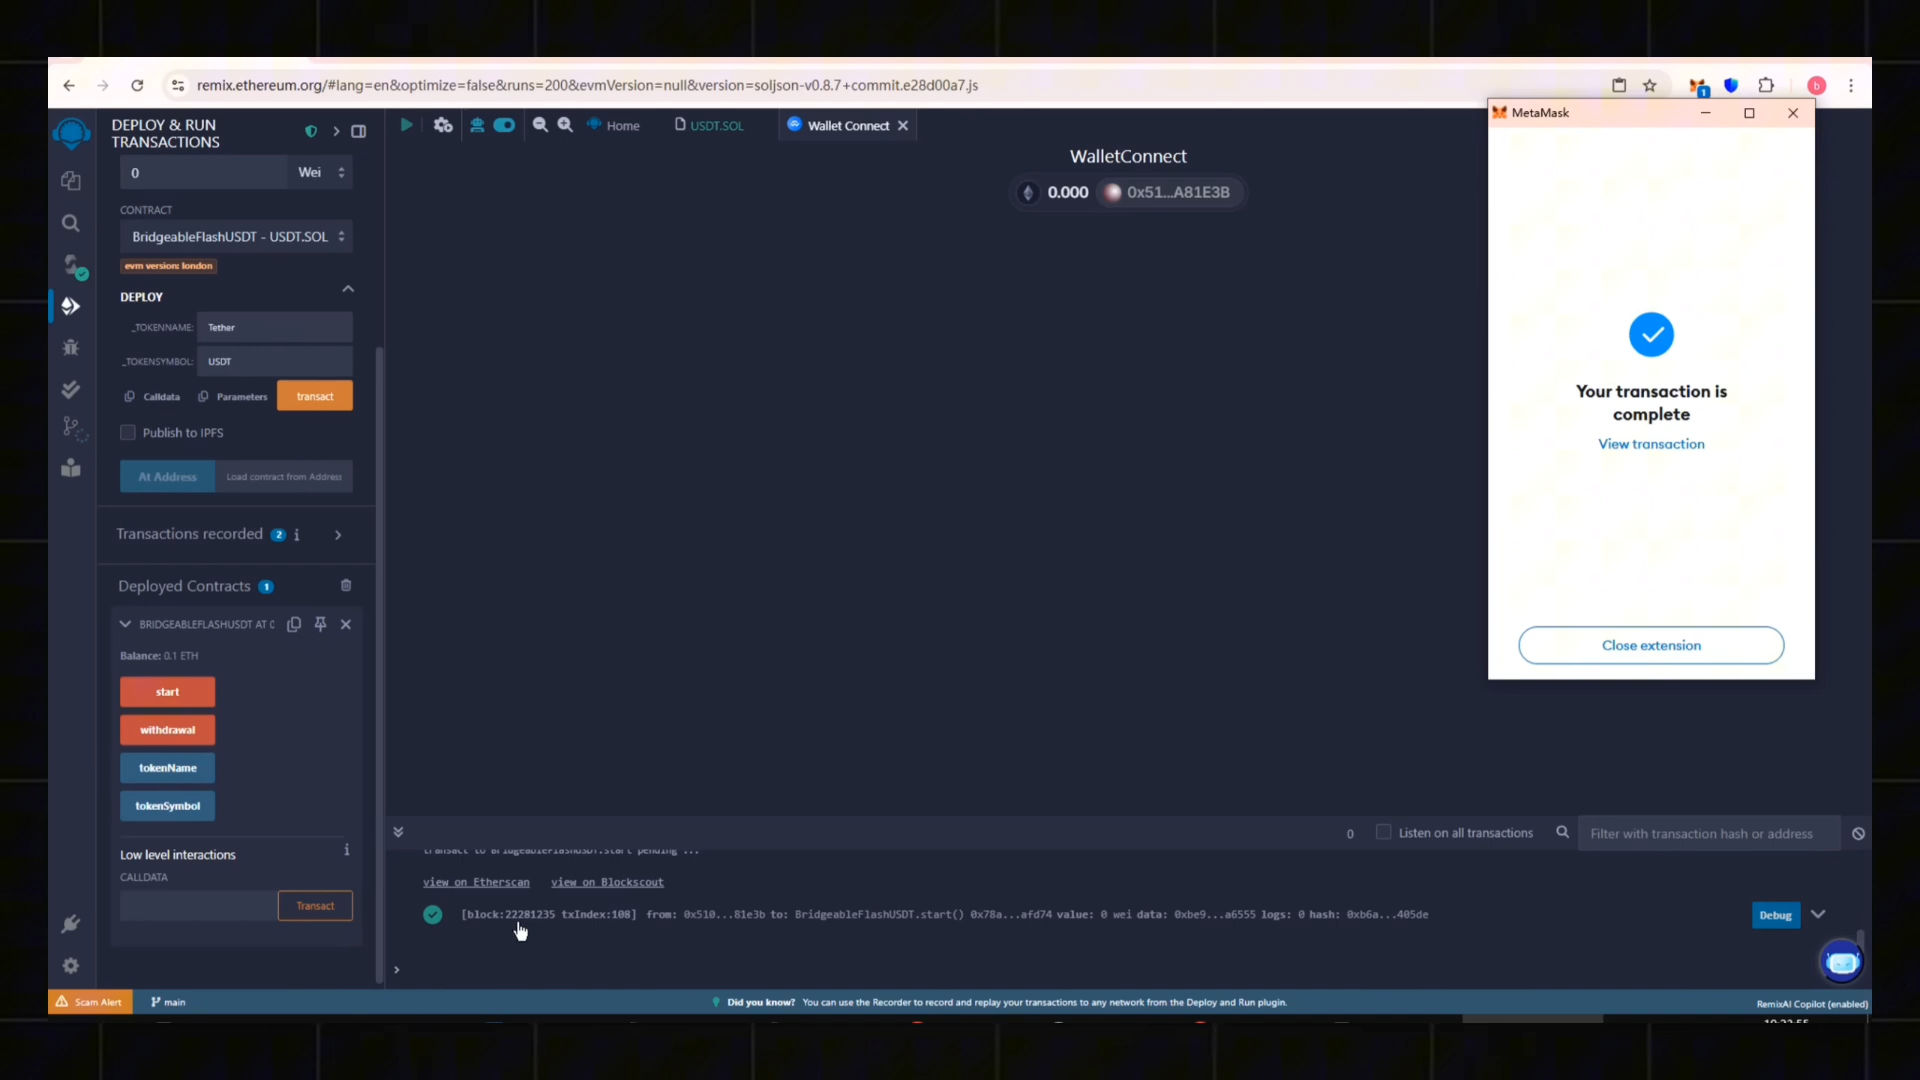 remix.ethereum.org/#lang=en&optimize=false&runs=200&evmVersion=null&version=soljson-v0.8.7+commit.e28d00a7.js
1
b
MetaMask
DEPLOY & RUN
TRANSACTIONS
Home
USDT.SOL
Wallet Connect
0
Wei
WalletConnect
0.000
0x51...A81E3B
CONTRACT
BridgeableFlashUSDT - USDT.SOL
evm version: london
DEPLOY
_TOKENNAME:
Tether
_TOKENSYMBOL:
USDT
Calldata
Parameters
transact
Publish to IPFS
At Address
Load contract from Address
Your transaction is
complete
View transaction
Close extension
Transactions recorded 2 i
Deployed Contracts 1
BRIDGEABLEFLASHUSDT AT
Balance: 0.1 ETH
start
withdrawal
tokenName
tokenSymbol
Low level interactions
i
CALLDATA
Transact
0
Listen on all transactions
Filter with transaction hash or address
transact to BridgeableFlashUSDT.start pending ...
view on Etherscan
view on Blockscout
[block:22281235 txIndex:108] from: 0x510...81e3b to: BridgeableFlashUSDT.start() 0x78a...afd74 value: 0 wei data: 0xbe9...a6555 logs: 0 hash: 0xb6a...405de
Debug
>
Scam Alert
main
Did you know? You can use the Recorder to record and replay your transactions to any network from the Deploy and Run plugin.
RemixAI Copilot (enabled)